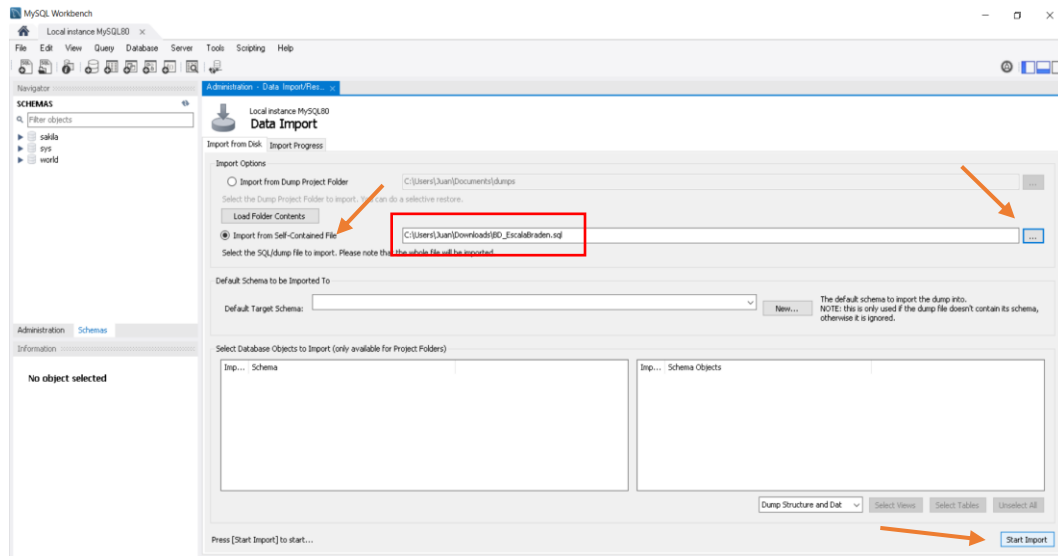 MySQL Workbench
Local instance MySQL80
File Edit View Query Database Server Tools Scripting Help
Navigator
SCHEMAS
Filter objects
sakila
sys
world
Administration Schemas
Information
No object selected
Administration - Data Import/Res...
Local instance MySQL80
Data Import
Import from Disk Import Progress
Import Options
Import from Dump Project Folder C:\Users\Juan\Documents\dumps ...
Select the Dump Project Folder to import. You can do a selective restore.
Load Folder Contents
Import from Self-Contained File C:\Users\Juan\Downloads\BD_EscalaBraden.sql ...
Select the SQL/dump file to import. Please note that the whole file will be imported.
Default Schema to be Imported To
Default Target Schema: New...
The default schema to import the dump into.
NOTE: this is only used if the dump file doesn't contain its schema,
otherwise it is ignored.
Select Database Objects to Import (only available for Project Folders)
Imp... Schema
Imp... Schema Objects
Dump Structure and Dat Select Views Select Tables Unselect All
Press [Start Import] to start...
Start Import